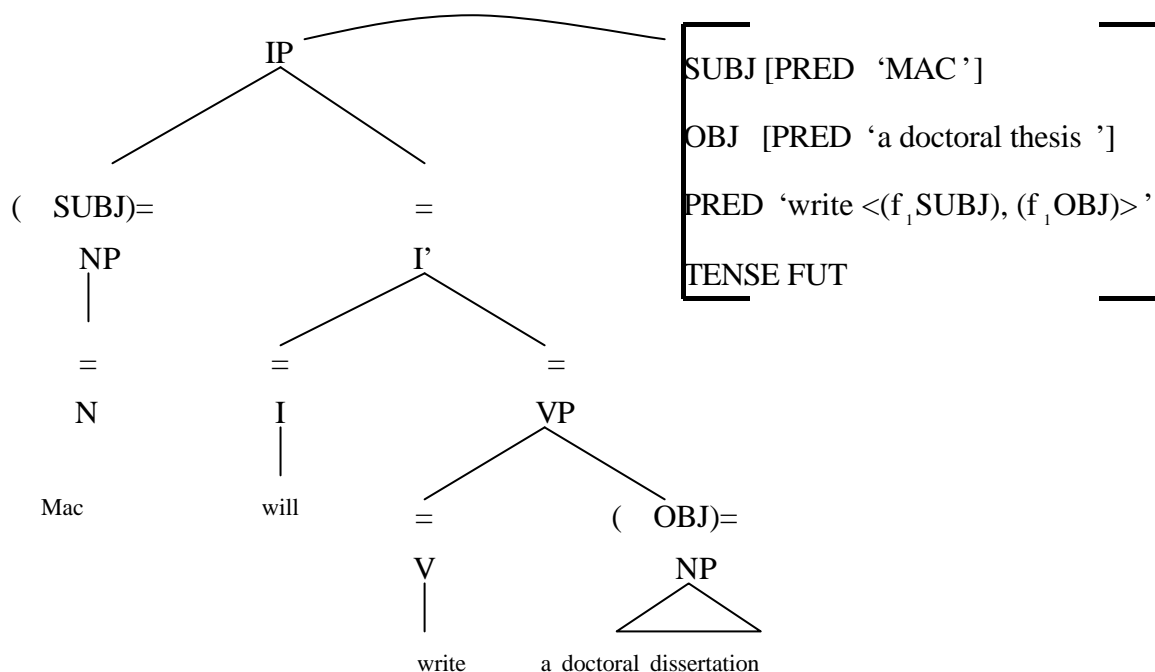 IP
SUBJ [PRED ‘MAC’]
OBJ [PRED ‘a doctoral thesis ’]
( SUBJ)= =
PRED ‘write <(f₁SUBJ), (f₁OBJ)>’
NP I’
TENSE FUT
= = =
N I VP
Mac will
= ( OBJ)=
V NP
write a doctoral dissertation